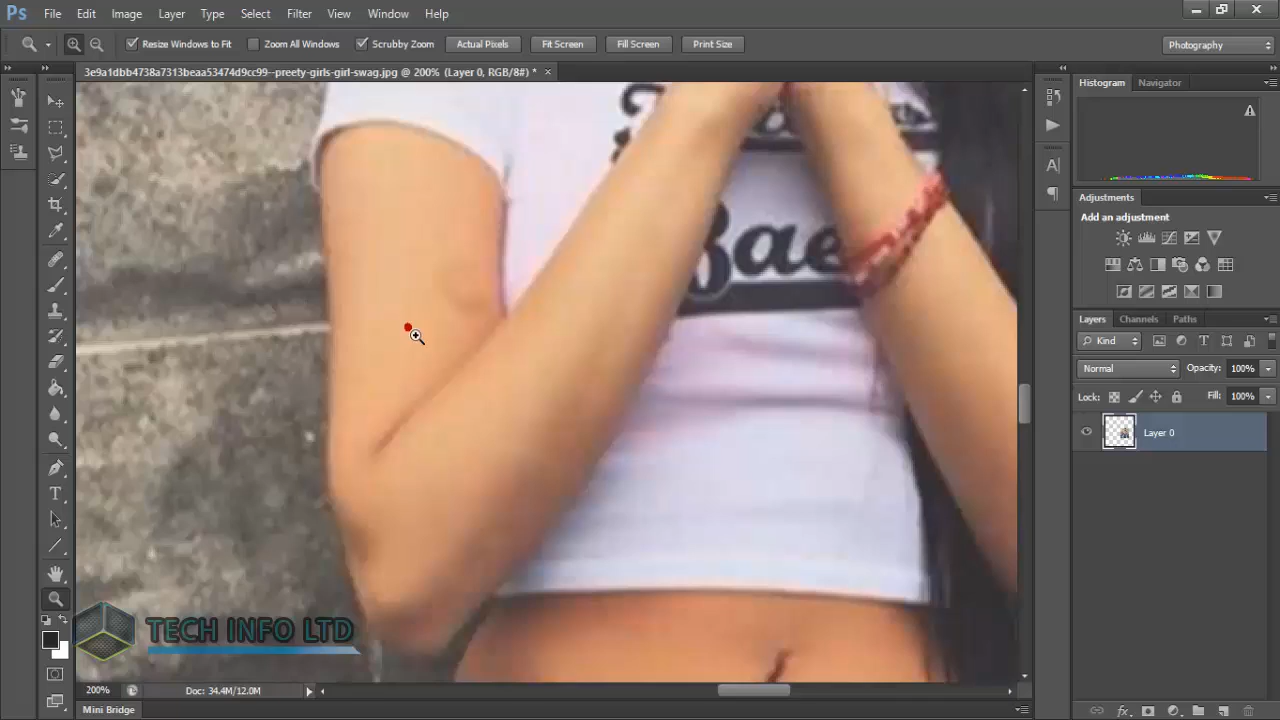 Ps File Edit Image Layer Type Select Filter View Window Help
Resize Windows to Fit Zoom All Windows Scrubby Zoom Actual Pixels Fit Screen Fill Screen Print Size Photography
3e9a1dbb4738a7313beaa53474d9cc99--preety-girls-girl-swag.jpg @ 200% (Layer 0, RGB/8#) *
Histogram Navigator
Adjustments
Add an adjustment
Bae
Layers Channels Paths
Kind
Normal Opacity: 100%
Lock: Fill: 100%
Layer 0
TECH INFO LTD
200% Doc: 34.4M/12.0M
Mini Bridge